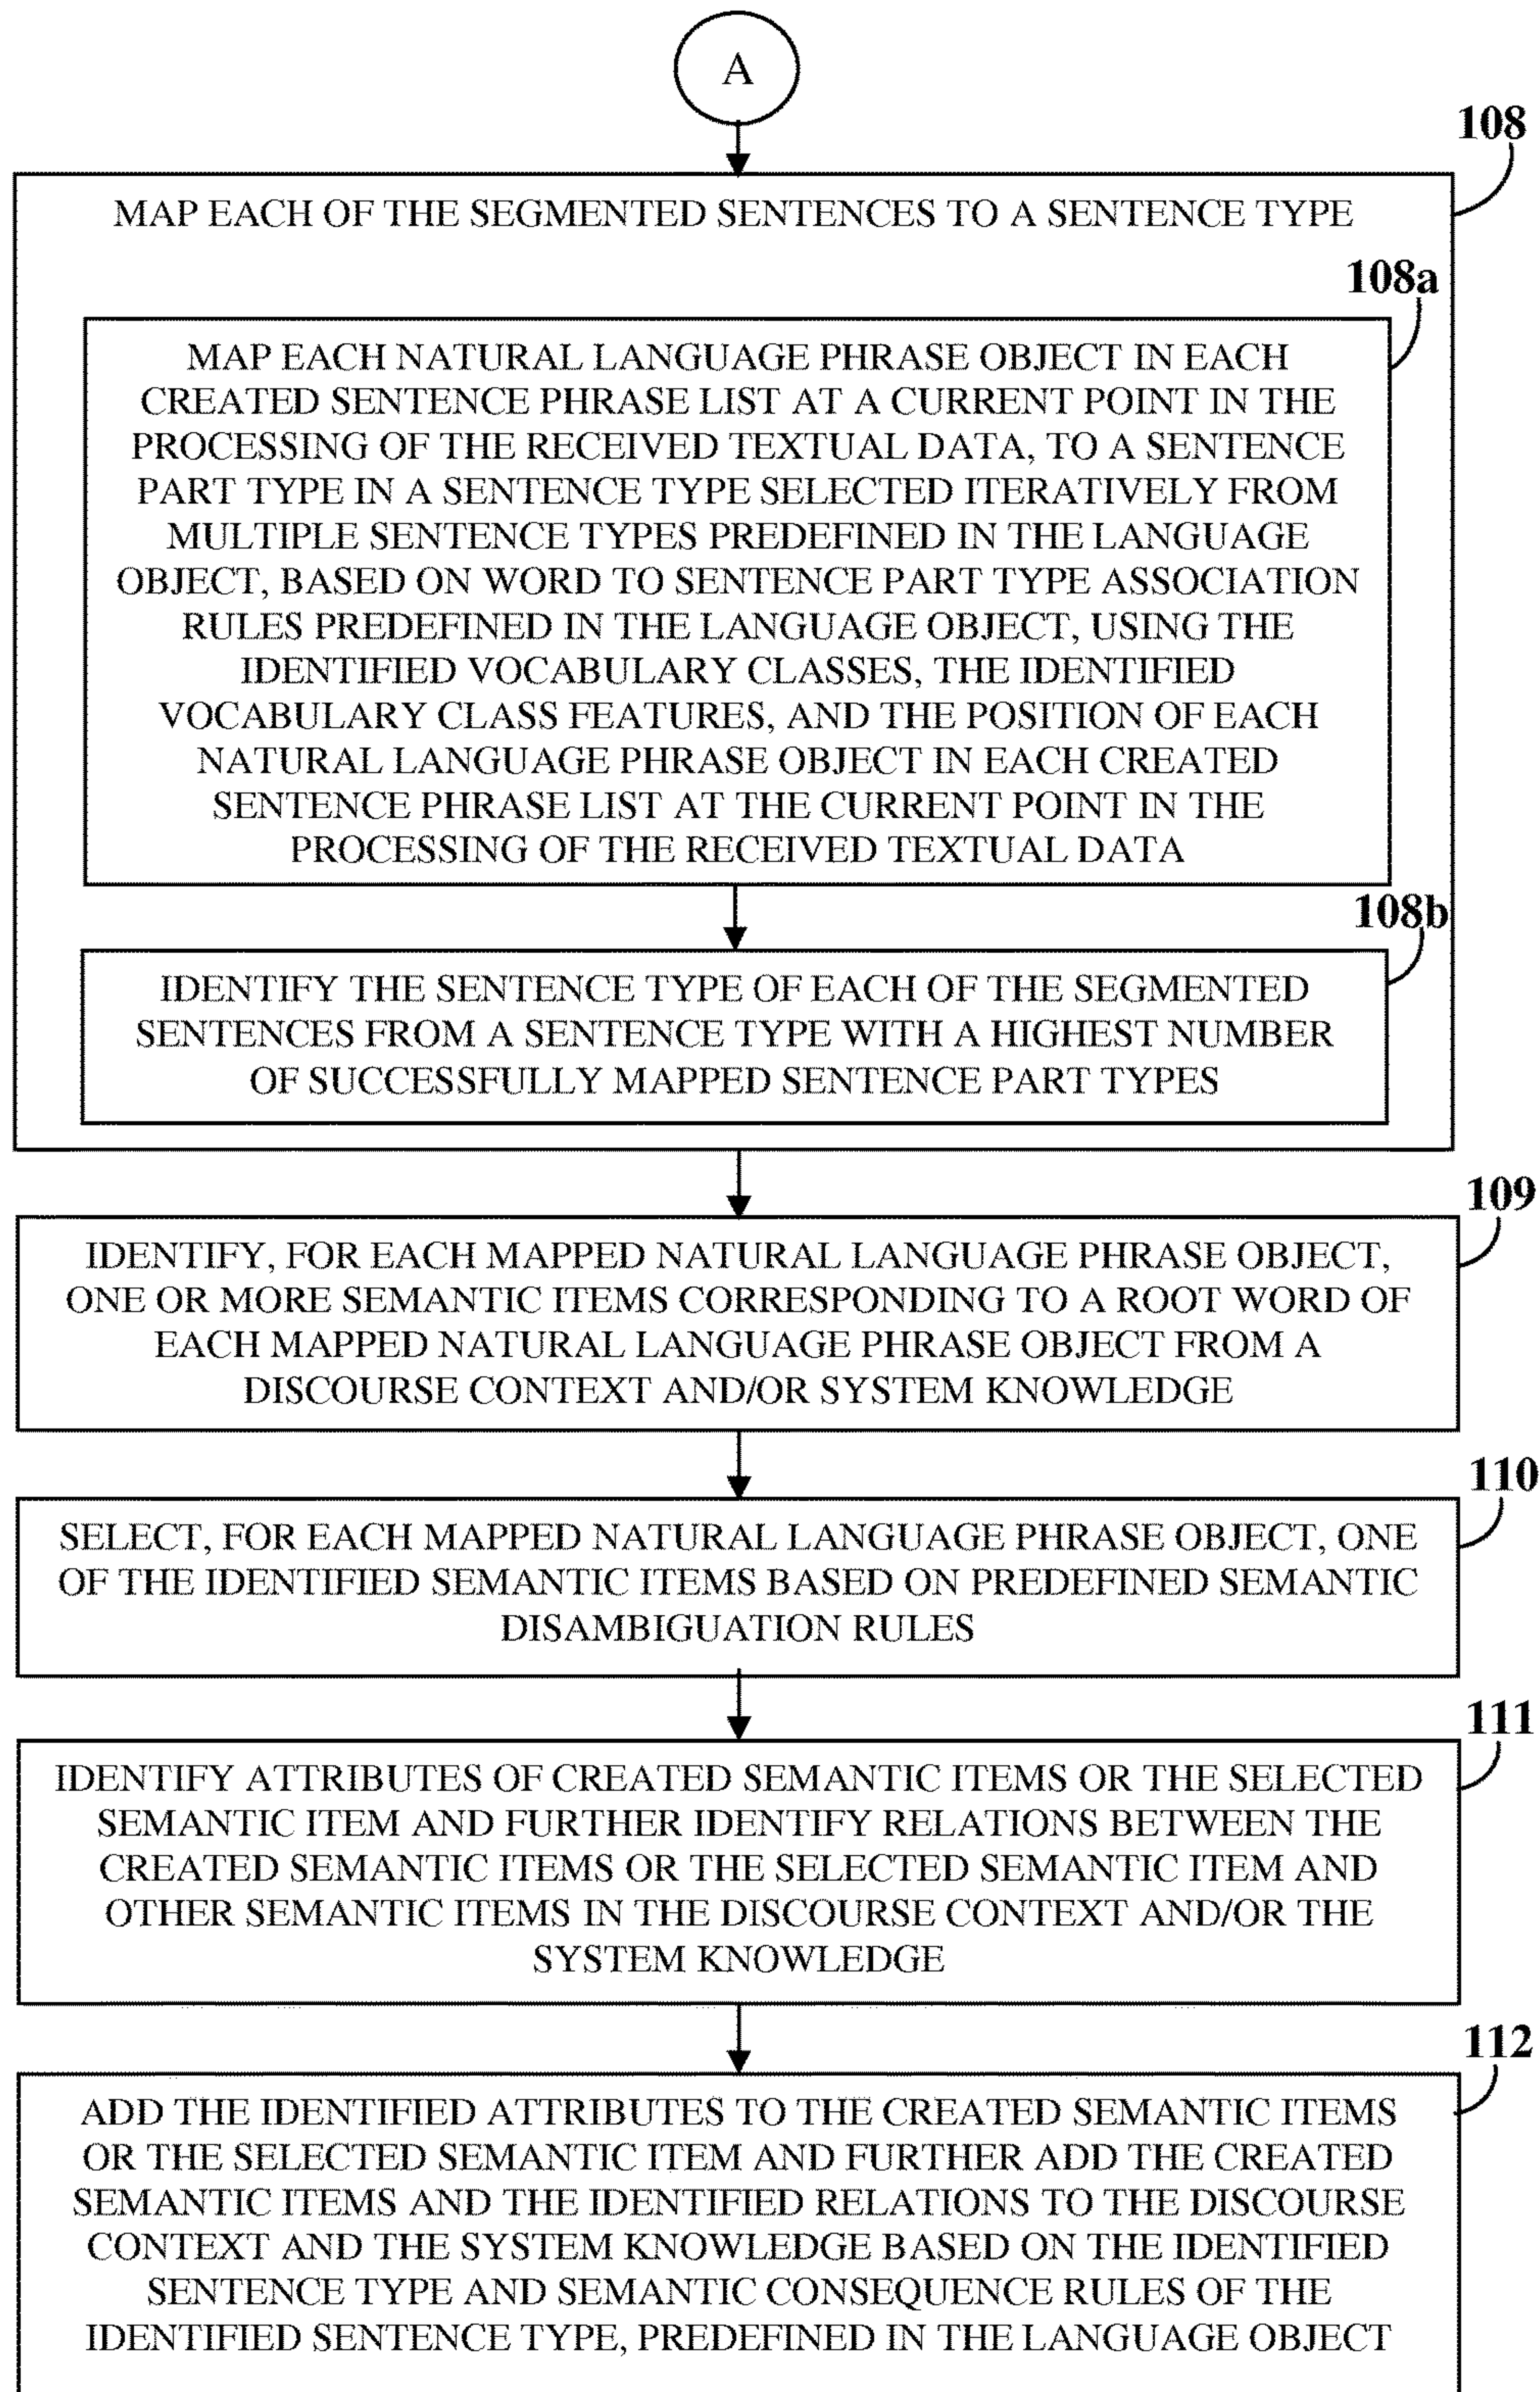 A
108
MAP EACH OF THE SEGMENTED SENTENCES TO A SENTENCE TYPE
108a
MAP EACH NATURAL LANGUAGE PHRASE OBJECT IN EACH
CREATED SENTENCE PHRASE LIST AT A CURRENT POINT IN THE
PROCESSING OF THE RECEIVED TEXTUAL DATA, TO A SENTENCE
PART TYPE IN A SENTENCE TYPE SELECTED ITERATIVELY FROM
MULTIPLE SENTENCE TYPES PREDEFINED IN THE LANGUAGE
OBJECT, BASED ON WORD TO SENTENCE PART TYPE ASSOCIATION
RULES PREDEFINED IN THE LANGUAGE OBJECT, USING THE
IDENTIFIED VOCABULARY CLASSES, THE IDENTIFIED
VOCABULARY CLASS FEATURES, AND THE POSITION OF EACH
NATURAL LANGUAGE PHRASE OBJECT IN EACH CREATED
SENTENCE PHRASE LIST AT THE CURRENT POINT IN THE
PROCESSING OF THE RECEIVED TEXTUAL DATA
108b
IDENTIFY THE SENTENCE TYPE OF EACH OF THE SEGMENTED
SENTENCES FROM A SENTENCE TYPE WITH A HIGHEST NUMBER
OF SUCCESSFULLY MAPPED SENTENCE PART TYPES
109
IDENTIFY, FOR EACH MAPPED NATURAL LANGUAGE PHRASE OBJECT,
ONE OR MORE SEMANTIC ITEMS CORRESPONDING TO A ROOT WORD OF
EACH MAPPED NATURAL LANGUAGE PHRASE OBJECT FROM A
DISCOURSE CONTEXT AND/OR SYSTEM KNOWLEDGE
110
SELECT, FOR EACH MAPPED NATURAL LANGUAGE PHRASE OBJECT, ONE
OF THE IDENTIFIED SEMANTIC ITEMS BASED ON PREDEFINED SEMANTIC
DISAMBIGUATION RULES
111
IDENTIFY ATTRIBUTES OF CREATED SEMANTIC ITEMS OR THE SELECTED
SEMANTIC ITEM AND FURTHER IDENTIFY RELATIONS BETWEEN THE
CREATED SEMANTIC ITEMS OR THE SELECTED SEMANTIC ITEM AND
OTHER SEMANTIC ITEMS IN THE DISCOURSE CONTEXT AND/OR THE
SYSTEM KNOWLEDGE
112
ADD THE IDENTIFIED ATTRIBUTES TO THE CREATED SEMANTIC ITEMS
OR THE SELECTED SEMANTIC ITEM AND FURTHER ADD THE CREATED
SEMANTIC ITEMS AND THE IDENTIFIED RELATIONS TO THE DISCOURSE
CONTEXT AND THE SYSTEM KNOWLEDGE BASED ON THE IDENTIFIED
SENTENCE TYPE AND SEMANTIC CONSEQUENCE RULES OF THE
IDENTIFIED SENTENCE TYPE, PREDEFINED IN THE LANGUAGE OBJECT